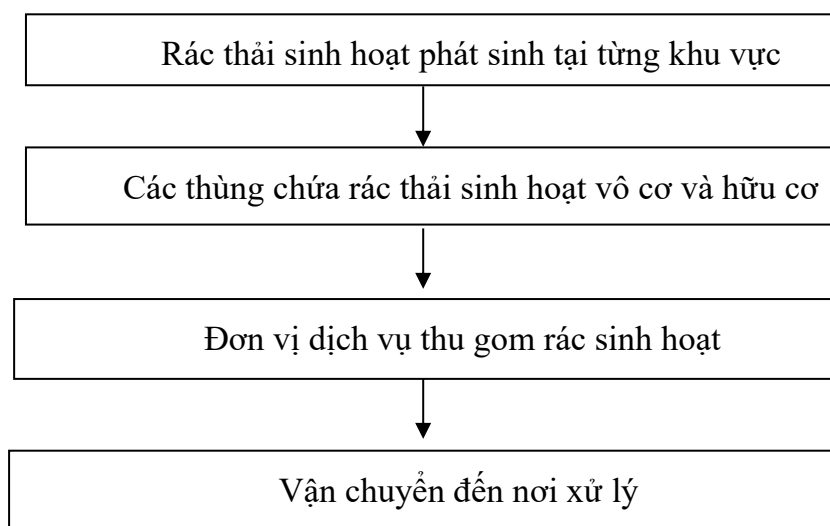 Rác thải sinh hoạt phát sinh tại từng khu vực
Các thùng chứa rác thải sinh hoạt vô cơ và hữu cơ
Đơn vị dịch vụ thu gom rác sinh hoạt
Vận chuyển đến nơi xử lý